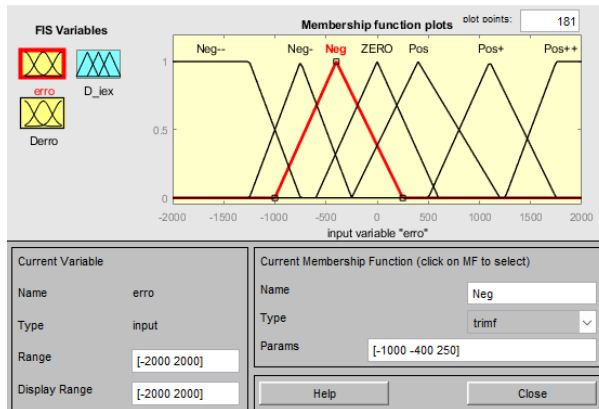 FIS Variables
erro
D_iex
Derro
Membership function plots
plot points:
181
Neg--
Neg-
Neg
ZERO
Pos
Pos+
Pos++
1
0.5
0
-2000
-1500
-1000
-500
0
500
1000
1500
2000
input variable "erro"
Current Variable
Name
erro
Type
input
Range
[-2000 2000]
Display Range
[-2000 2000]
Current Membership Function (click on MF to select)
Name
Neg
Type
trimf
Params
[-1000 -400 250]
Help
Close